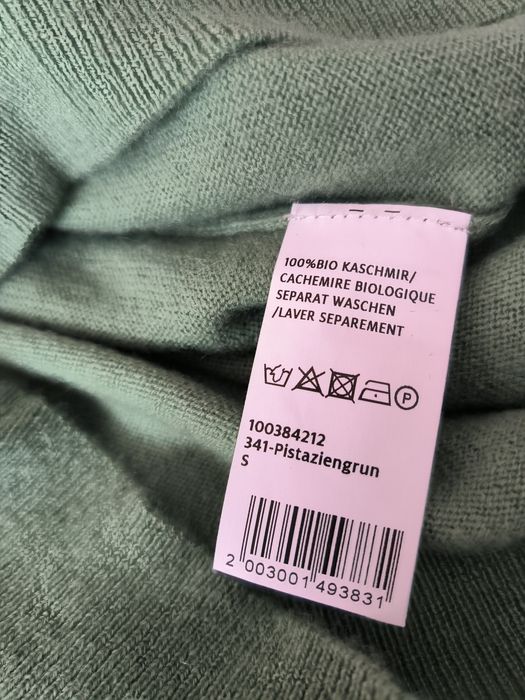 100%BIO KASCHMIR/
CACHEMIRE BIOLOGIQUE
SEPARAT WASCHEN
/LAVER SEPAREMENT
P
100384212
341-Pistaziengrun
S
2 003001 493831